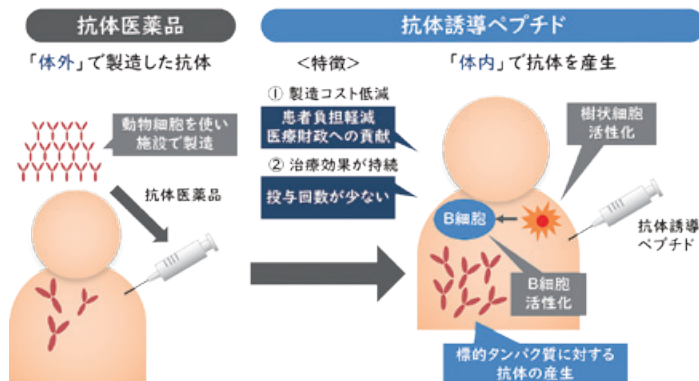 抗体医薬品
「体外」で製造した抗体
動物細胞を使い
施設で製造
抗体医薬品
抗体誘導ペプチド
<特徴>
① 製造コスト低減
患者負担軽減
医療財政への貢献
② 治療効果が持続
投与回数が少ない
「体内」で抗体を産生
樹状細胞
活性化
B細胞
抗体誘導
ペプチド
B細胞
活性化
標的タンパク質に対する
抗体の産生